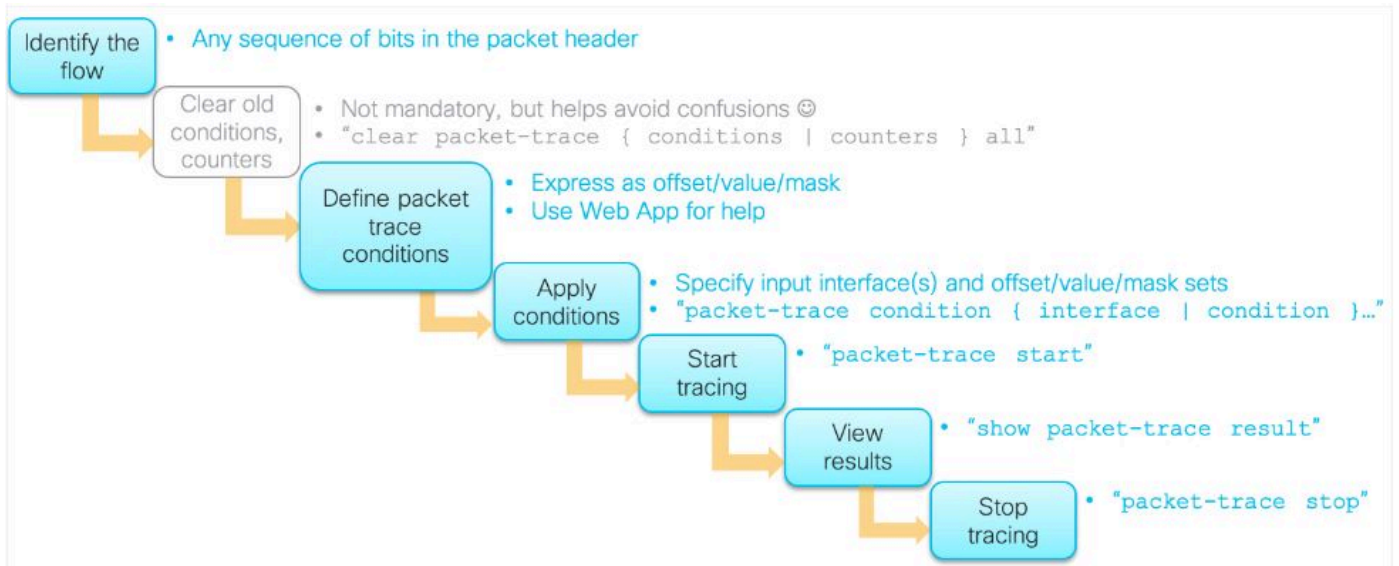 Identify the
flow
• Any sequence of bits in the packet header
Clear old
conditions,
counters
• Not mandatory, but helps avoid confusions ☺
• “clear packet-trace { conditions | counters } all”
Define packet
trace
conditions
• Express as offset/value/mask
• Use Web App for help
Apply
conditions
• Specify input interface(s) and offset/value/mask sets
• “packet-trace condition { interface | condition }…”
Start
tracing
• “packet-trace start”
View
results
• “show packet-trace result”
Stop
tracing
• “packet-trace stop”